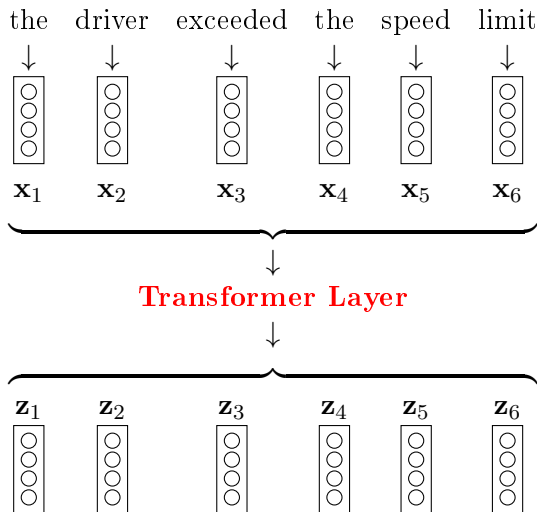 the driver exceeded the speed limit
x1 x2 x3 x4 x5 x6
Transformer Layer
z1 z2 z3 z4 z5 z6